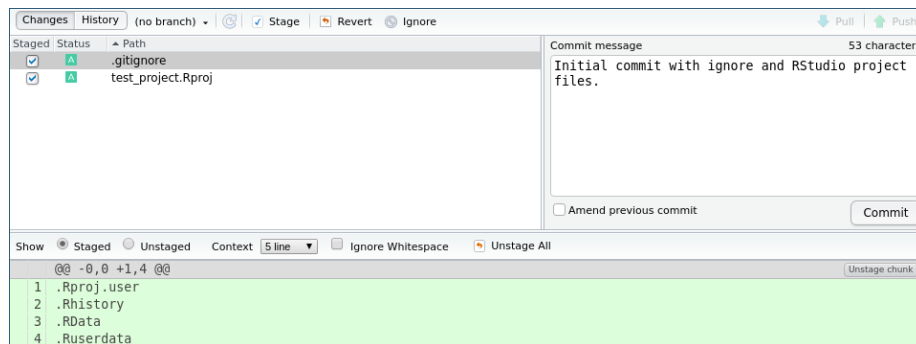 Changes History (no branch) Stage Revert Ignore Pull Push
Staged Status Path
A .gitignore
A test_project.Rproj
Commit message 53 character
Initial commit with ignore and RStudio project
files.
Amend previous commit Commit
Show Staged Unstaged Context 5 line Ignore Whitespace Unstage All
@@ -0,0 +1,4 @@ Unstage chunk
1 .Rproj.user
2 .Rhistory
3 .RData
4 .Ruserdata